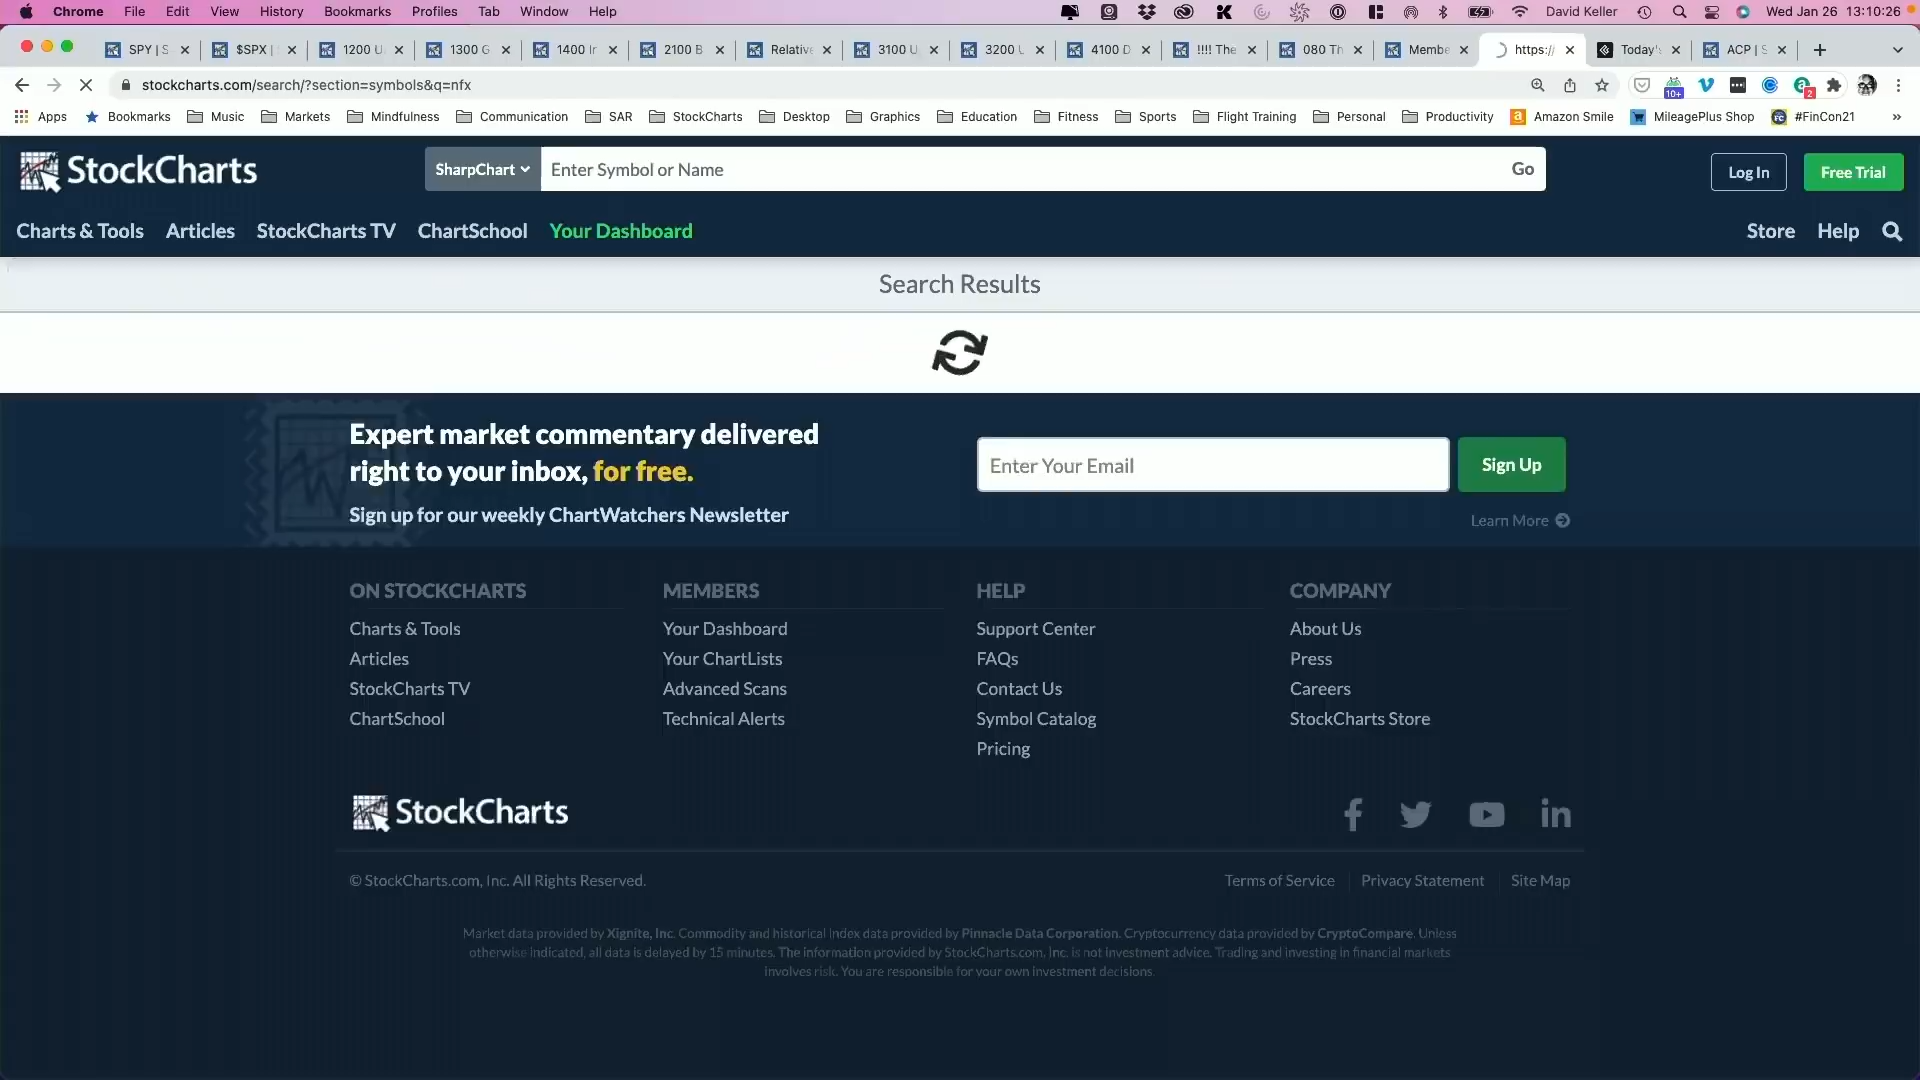 Chrome File Edit View History Bookmarks Profiles Tab Window Help David Keller Wed Jan 26 13:10:26
SPY | S $SPX | 1200 U 1300 G 1400 Ir 2100 B Relative 3100 U 3200 U 4100 D !!!! The 080 Th Membe https:/ Today' ACP | S
stockcharts.com/search/?section=symbols&q=nfx 10+ 2
Apps Bookmarks Music Markets Mindfulness Communication SAR StockCharts Desktop Graphics Education Fitness Sports Flight Training Personal Productivity Amazon Smile MileagePlus Shop #FinCon21 »
StockCharts SharpChart Enter Symbol or Name Go Log In Free Trial
Charts & Tools Articles StockCharts TV ChartSchool Your Dashboard Store Help
Search Results
Expert market commentary delivered
right to your inbox, for free.
Enter Your Email Sign Up
Sign up for our weekly ChartWatchers Newsletter
Learn More
ON STOCKCHARTS MEMBERS HELP COMPANY
Charts & Tools Your Dashboard Support Center About Us
Articles Your ChartLists FAQs Press
StockCharts TV Advanced Scans Contact Us Careers
ChartSchool Technical Alerts Symbol Catalog StockCharts Store
Pricing
StockCharts
© StockCharts.com, Inc. All Rights Reserved. Terms of Service Privacy Statement Site Map
Market data provided by Xignite, Inc. Commodity and historical index data provided by Pinnacle Data Corporation. Cryptocurrency data provided by CryptoCompare. Unless
otherwise indicated, all data is delayed by 15 minutes. The information provided by StockCharts.com, Inc. is not investment advice. Trading and investing in financial markets
involves risk. You are responsible for your own investment decisions.